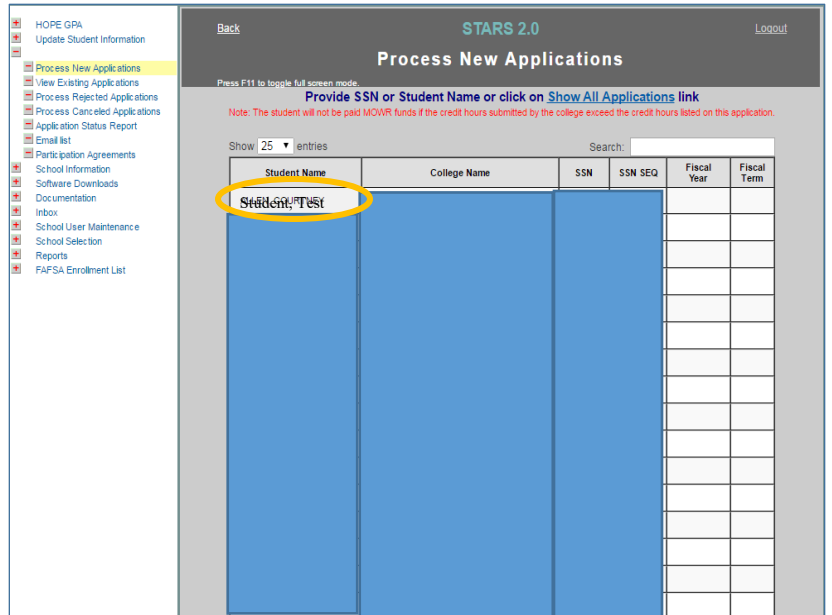 HOPE GPA
Update Student Information
Process New Applications
View Existing Applications
Process Rejected Applications
Process Canceled Applications
Application Status Report
Email list
Participation Agreements
School Information
Software Downloads
Documentation
Inbox
School User Maintenance
School Selection
Reports
FAFSA Enrollment List
Back STARS 2.0 Logout
Process New Applications
Press F11 to toggle full screen mode.
Provide SSN or Student Name or click on Show All Applications link
Note: The student will not be paid MOWR funds if the credit hours submitted by the college exceed the credit hours listed on this application.
Show 25 entries Search:
Student Name College Name SSN SSN SEQ Fiscal Year Fiscal Term
Student, Test